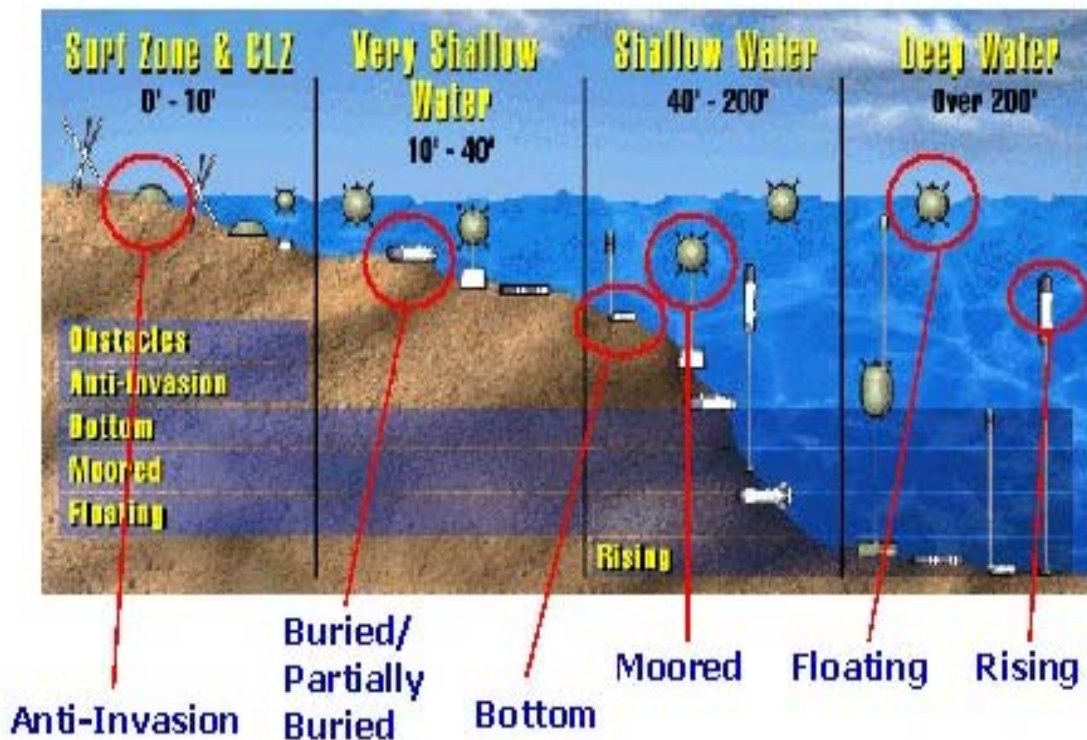 Surf Zone & CLZ
0' - 10'
Very Shallow
Water
10' - 40'
Shallow Water
40' - 200'
Deep Water
Over 200'
Obstacles
Anti-Invasion
Bottom
Moored
Floating
Rising
Anti-Invasion
Buried/
Partially
Buried
Bottom
Moored
Floating
Rising